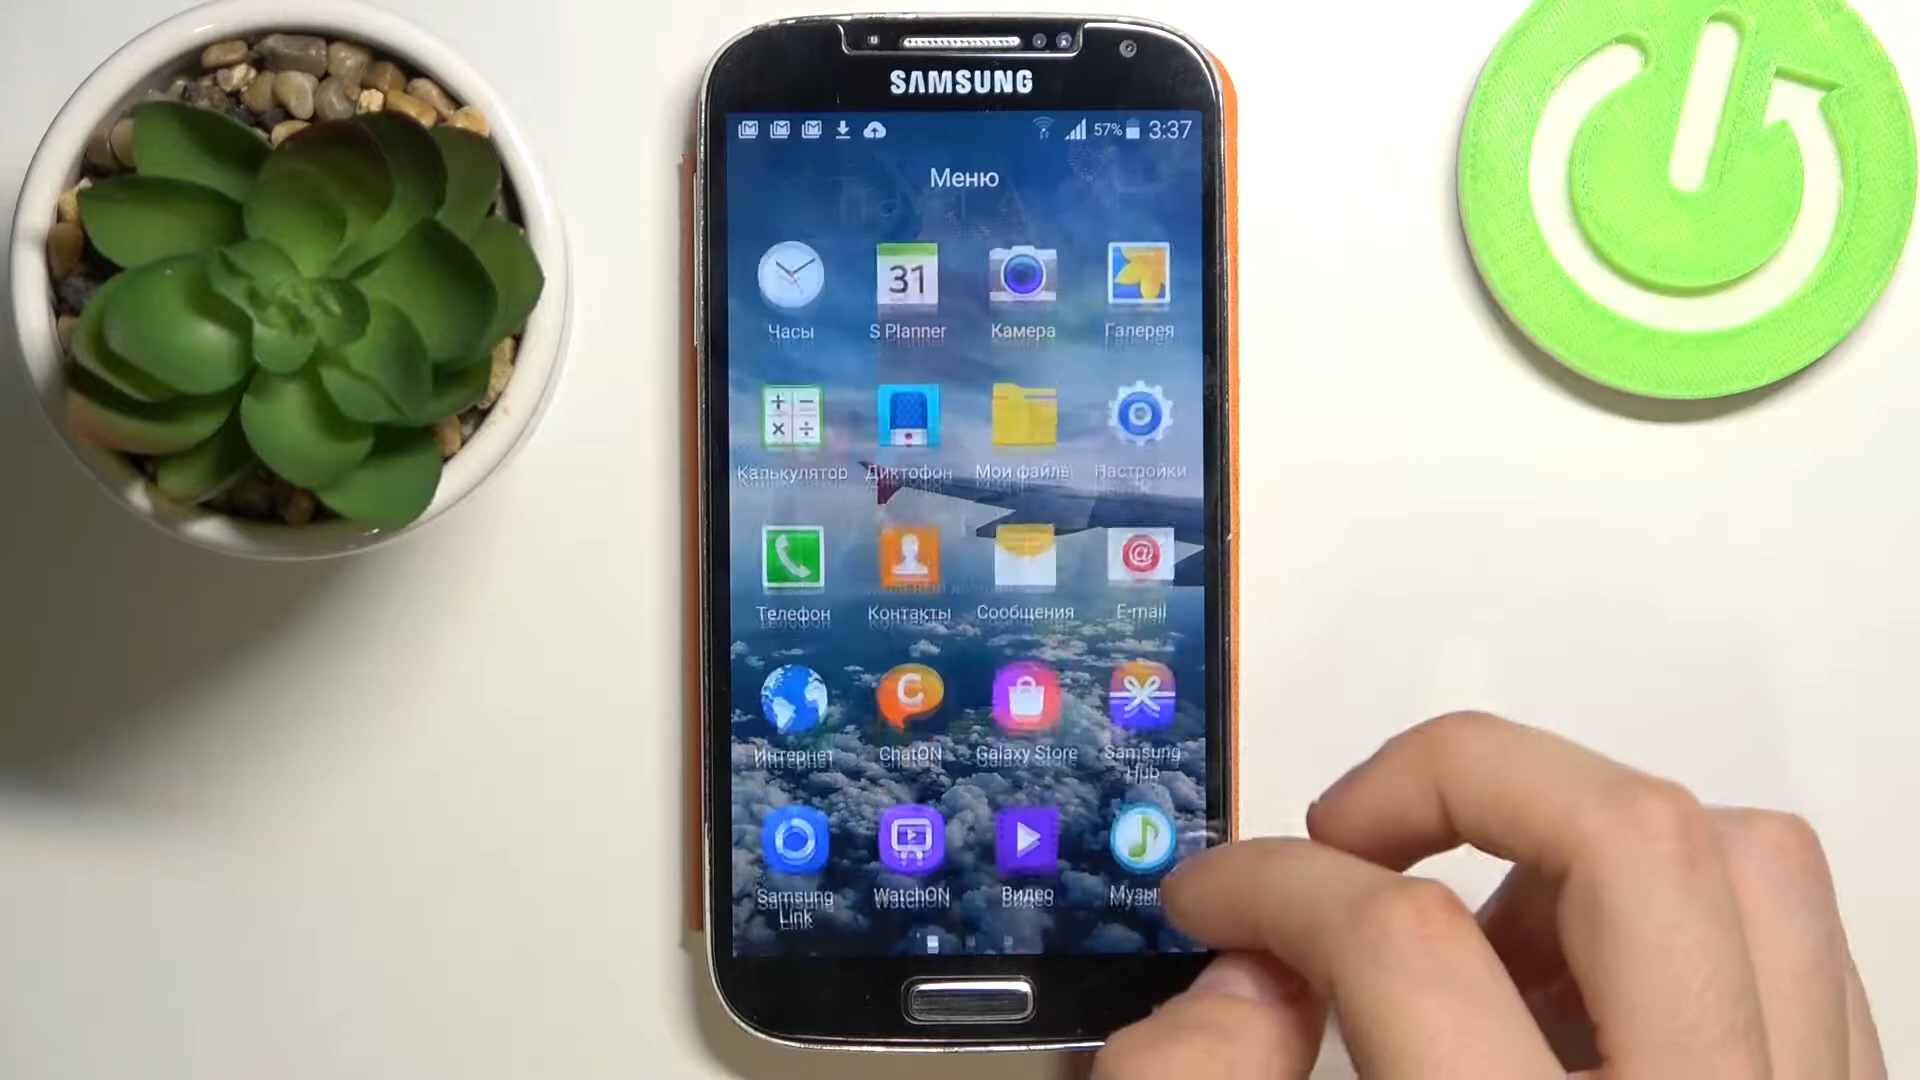 SAMSUNG
57% 3:37
Меню
31
Часы S Planner Камера Галерея
Калькулятор Диктофон Мои файлы Настройки
@
Телефон Контакты Сообщения E-mail
C
Интернет ChatON Galaxy Store Samsung Hub
Samsung Link WatchON Видео Музы